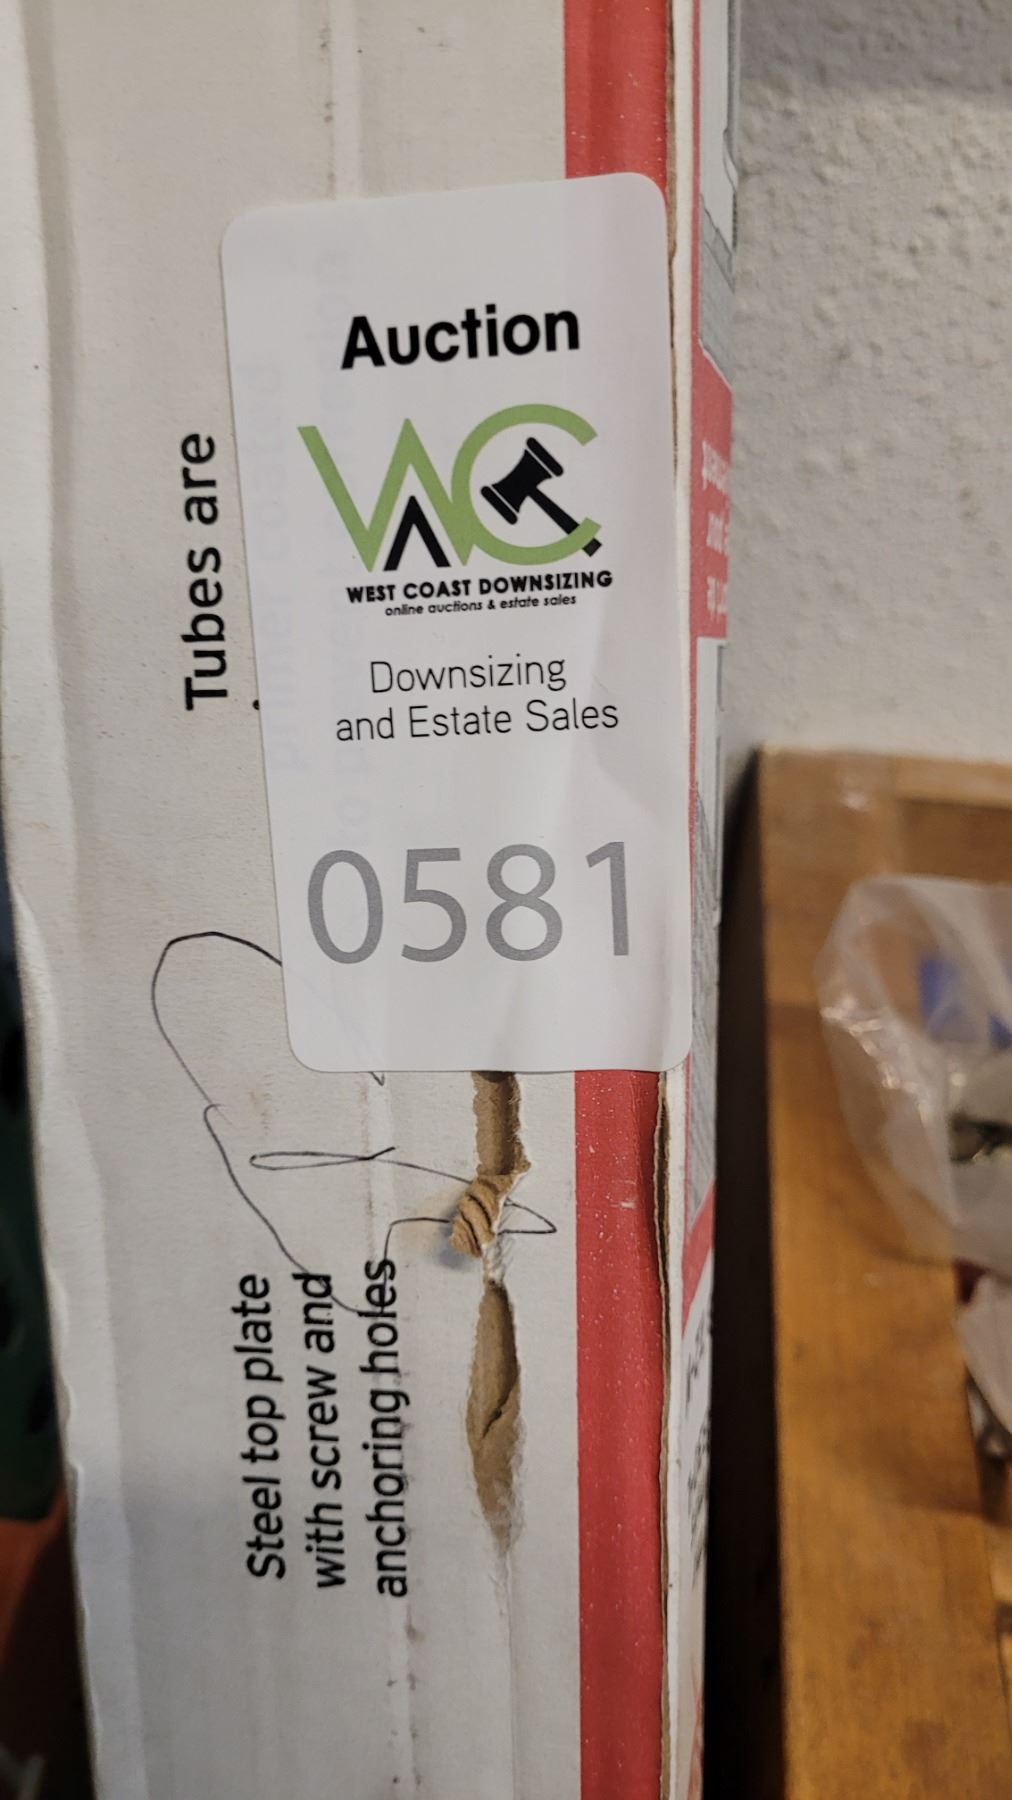 Auction
WAC
WEST COAST DOWNSIZING
online auctions & estate sales
Downsizing
and Estate Sales
0581
Tubes are
Steel top plate
with screw and
anchoring holes